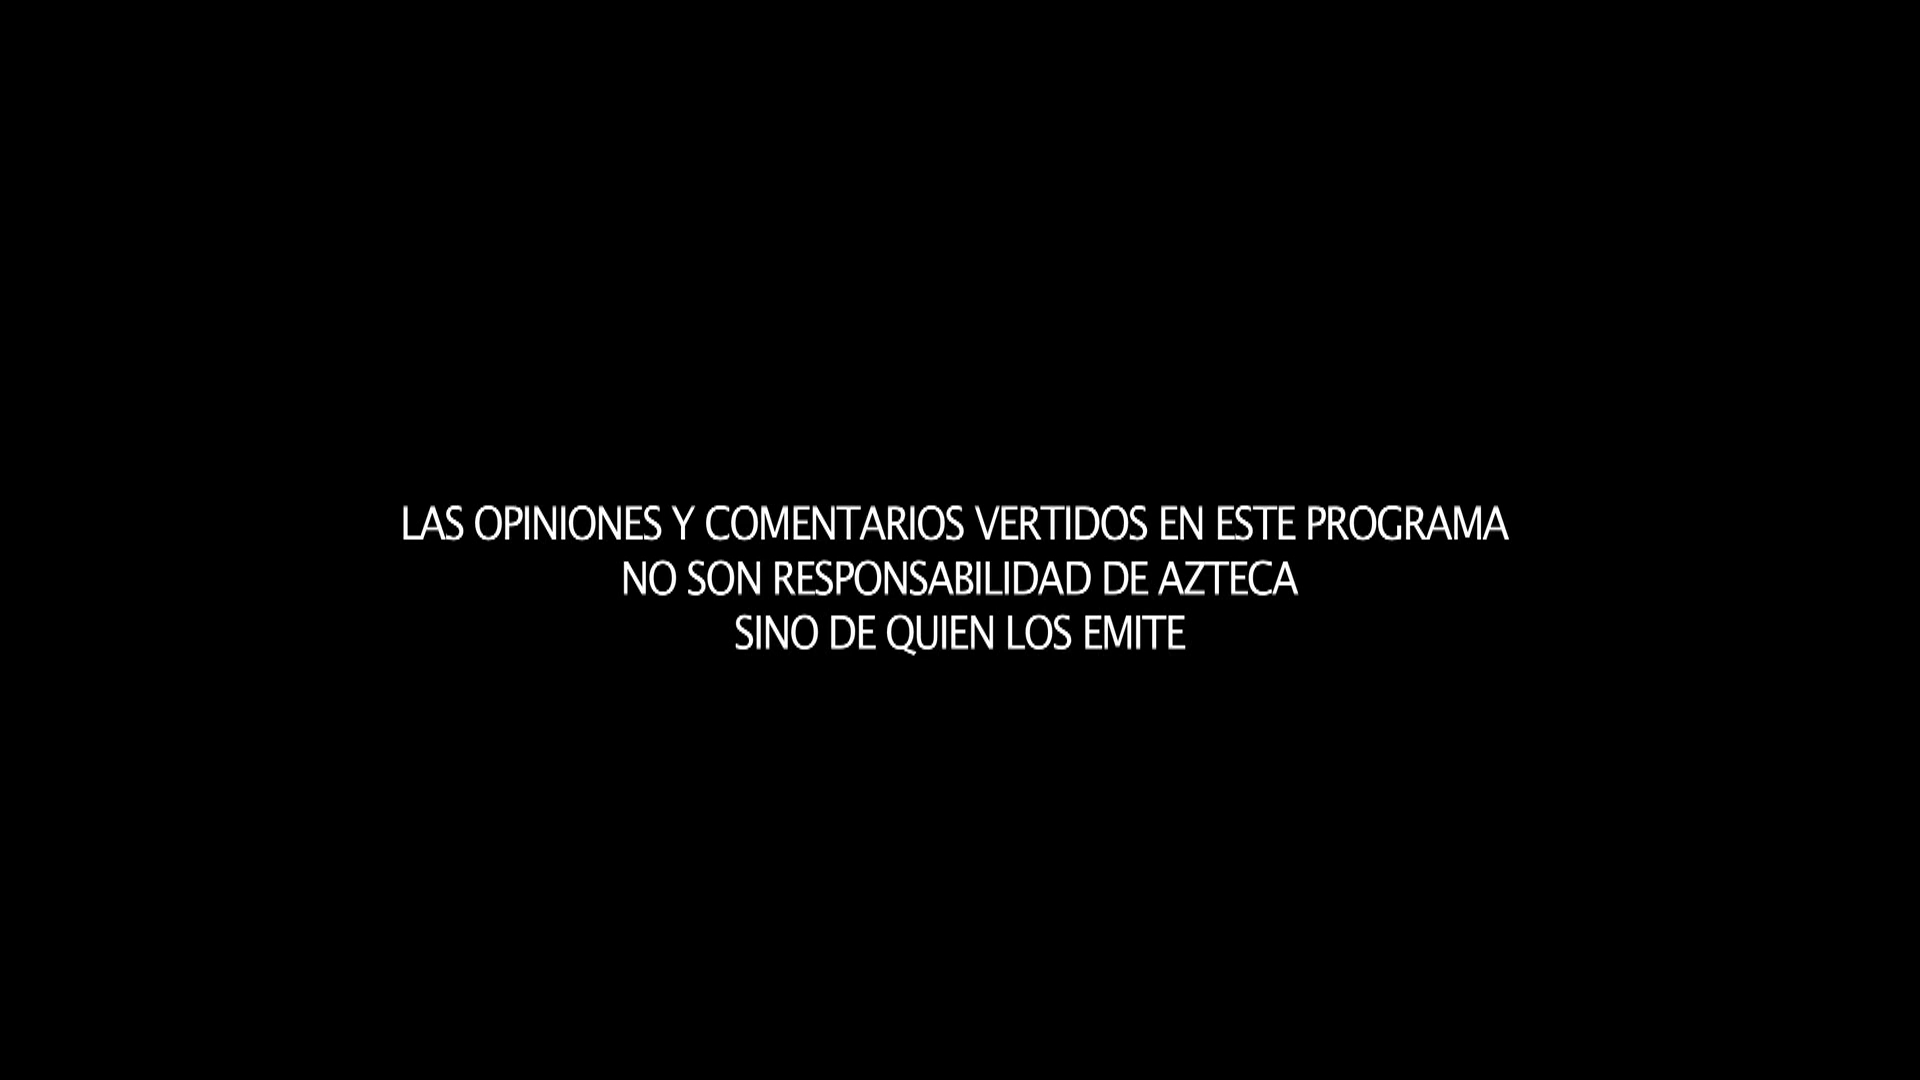 LAS OPINIONES Y COMENTARIOS VERTIDOS EN ESTE PROGRAMA
NO SON RESPONSABILIDAD DE AZTECA
SINO DE QUIEN LOS EMITE